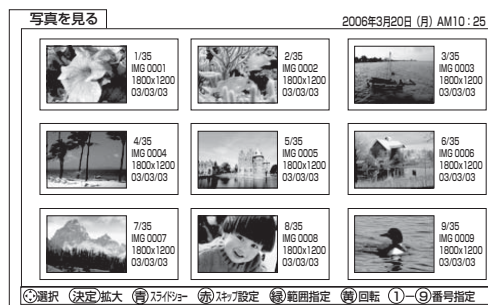 写真を見る
2006年3月20日 (月) AM10:25
1/35
IMG 0001
1800x1200
03/03/03
2/35
IMG 0002
1800x1200
03/03/03
3/35
IMG 0003
1800x1200
03/03/03
4/35
IMG 0004
1800x1200
03/03/03
5/35
IMG 0005
1800x1200
03/03/03
6/35
IMG 0006
1800x1200
03/03/03
7/35
IMG 0007
1800x1200
03/03/03
8/35
IMG 0008
1800x1200
03/03/03
9/35
IMG 0009
1800x1200
03/03/03
選択 決定拡大 青スライドショー 赤スキップ設定 緑範囲指定 黄回転 ①−⑨番号指定